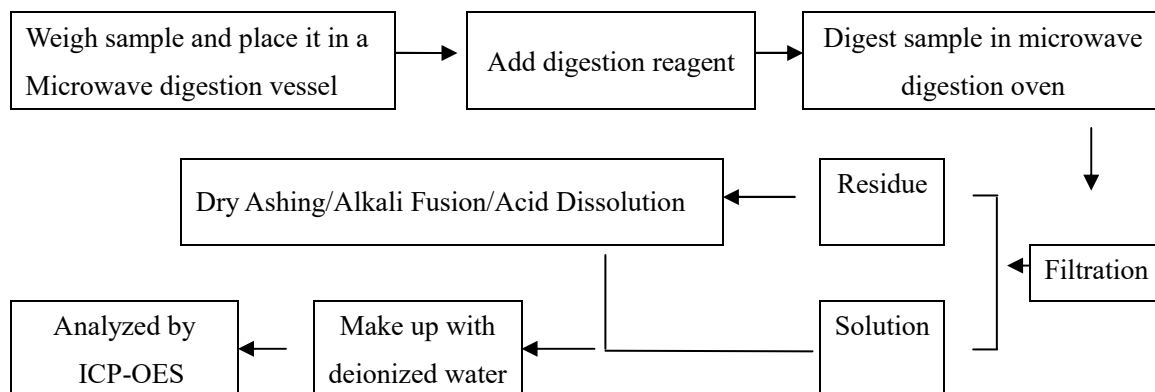 Weigh sample and place it in a
Microwave digestion vessel
Add digestion reagent
Digest sample in microwave
digestion oven
Dry Ashing/Alkali Fusion/Acid Dissolution
Residue
Filtration
Analyzed by
ICP-OES
Make up with
deionized water
Solution